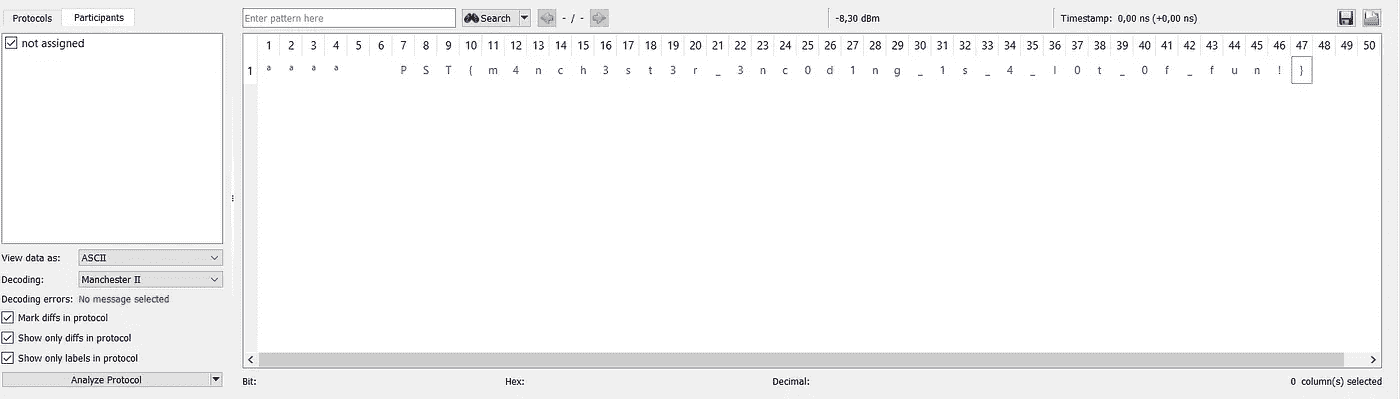 Protocols Participants
not assigned
View data as: ASCII
Decoding: Manchester II
Decoding errors: No message selected
Mark diffs in protocol
Show only diffs in protocol
Show only labels in protocol
Analyze Protocol
Enter pattern here Search - / - -8,30 dBm Timestamp: 0,00 ns (+0,00 ns)
1 2 3 4 5 6 7 8 9 10 11 12 13 14 15 16 17 18 19 20 21 22 23 24 25 26 27 28 29 30 31 32 33 34 35 36 37 38 39 40 41 42 43 44 45 46 47 48 49 50
1 ª ª ª ª P S T { m 4 n c h 3 s t 3 r _ 3 n c 0 d 1 n g _ 1 s _ 4 _ l 0 t _ 0 f _ f u n ! }
Bit: Hex: Decimal: 0 column(s) selected